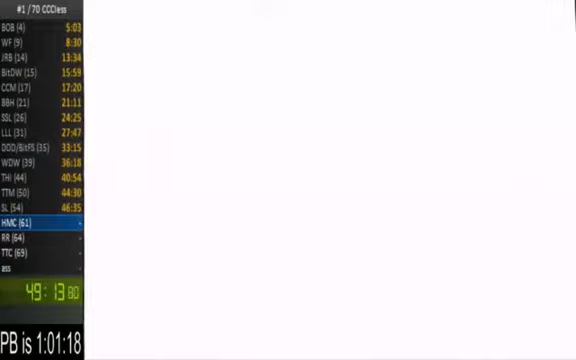 #1 / 70 CCCless
BOB (4) 5:03
WF (9) 8:30
JRB (14) 13:34
BitDW (15) 15:59
CCM (17) 17:20
BBH (21) 21:11
SSL (26) 24:25
LLL (31) 27:47
DDD/BitFS (35) 33:15
WDW (39) 36:18
THI (44) 40:54
TTM (50) 44:30
SL (54) 46:35
HMC (61) -
RR (64) -
TTC (69) -
ass -
49:13 80
PB is 1:01:18